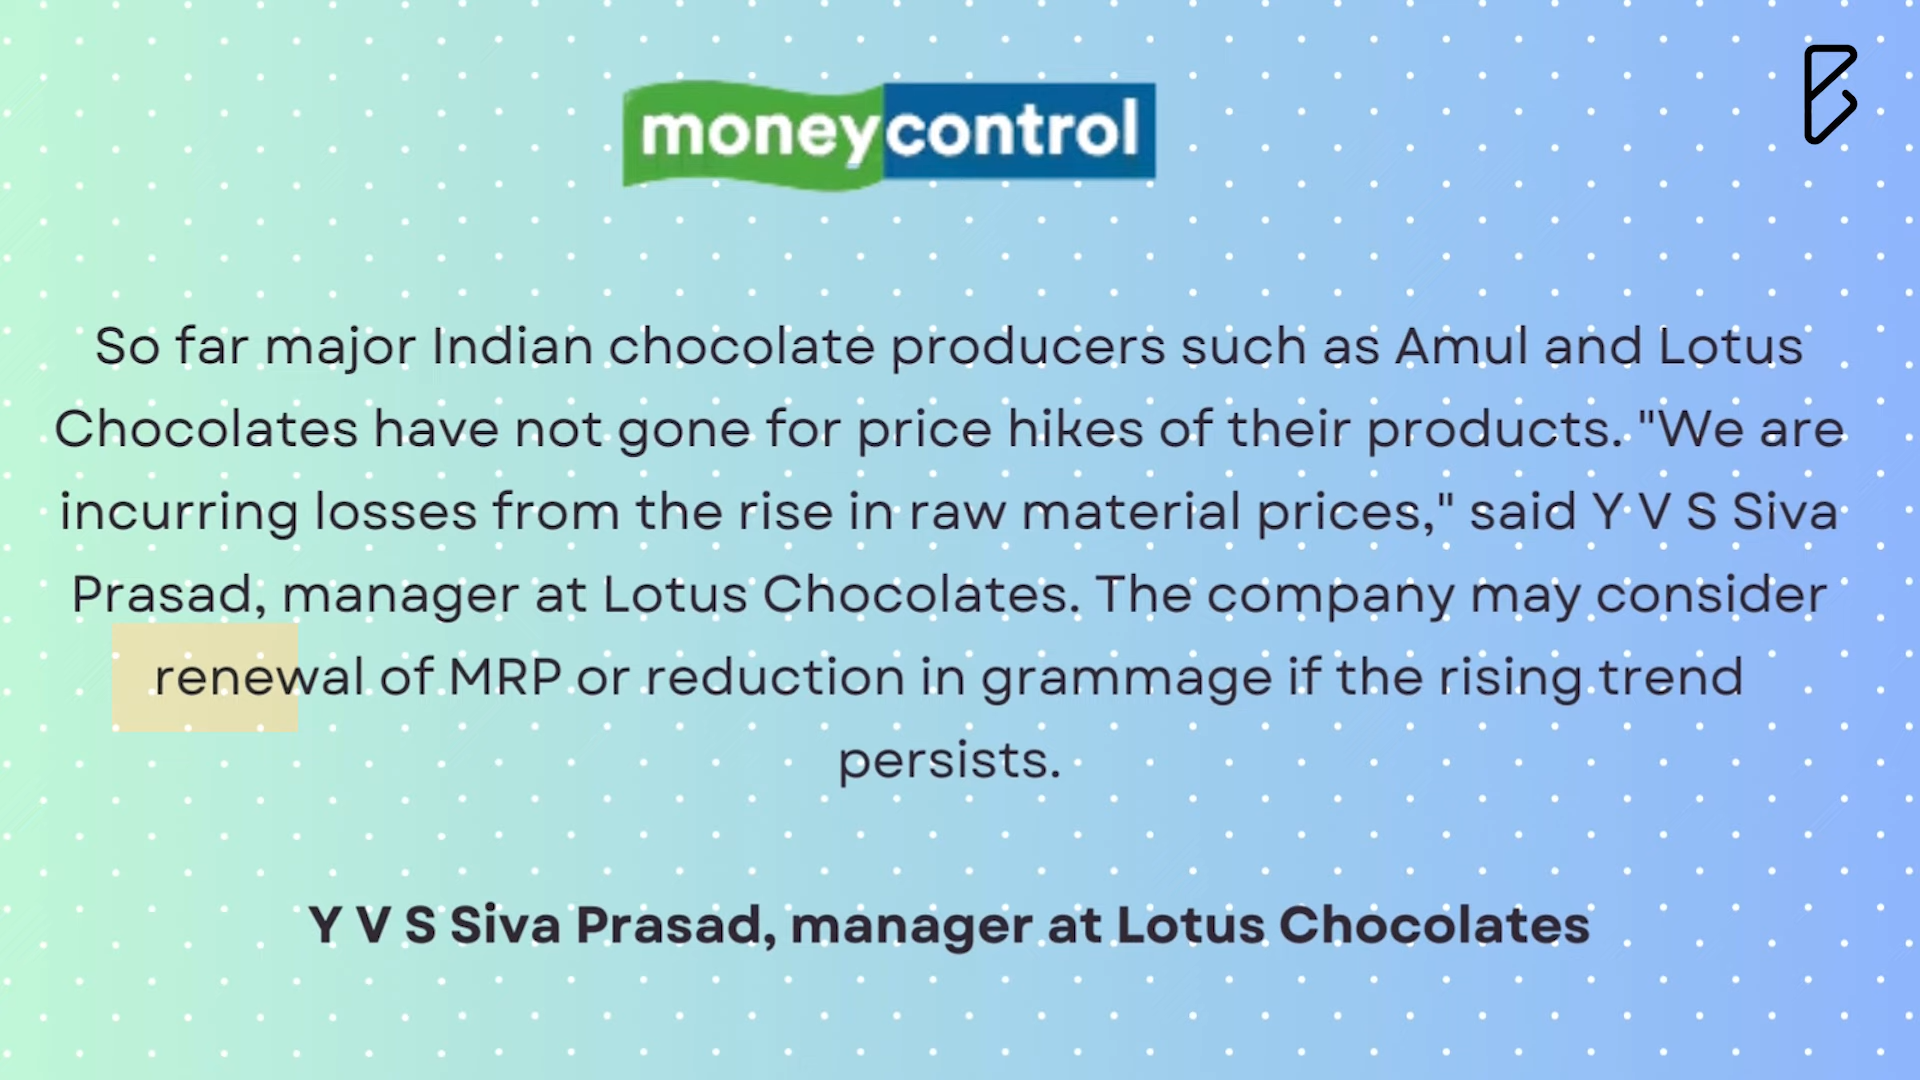 moneycontrol
So far major Indian chocolate producers such as Amul and Lotus
Chocolates have not gone for price hikes of their products. "We are
incurring losses from the rise in raw material prices," said Y V S Siva
Prasad, manager at Lotus Chocolates. The company may consider
renewal of MRP or reduction in grammage if the rising trend
persists.
Y V S Siva Prasad, manager at Lotus Chocolates